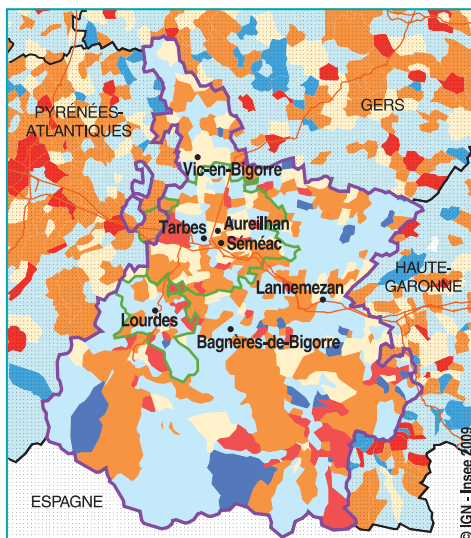 PYRÉNÉES-
ATLANTIQUES
GERS
Vic-en-Bigorre
Aureilhan
Tarbes
Séméac
HAUTE-
GARONNE
Lannemezan
Lourdes
Bagnères-de-Bigorre
ESPAGNE
© IGN - Insee 2009